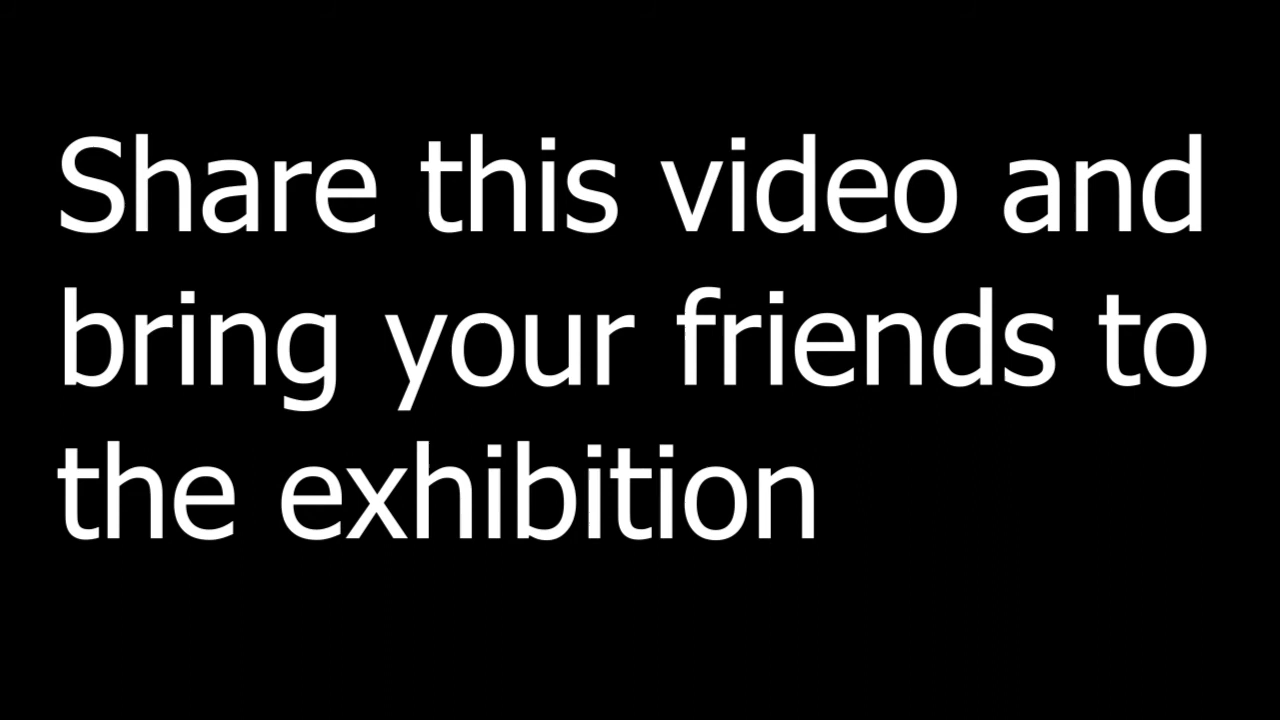 Share this video and
bring your friends to
the exhibition